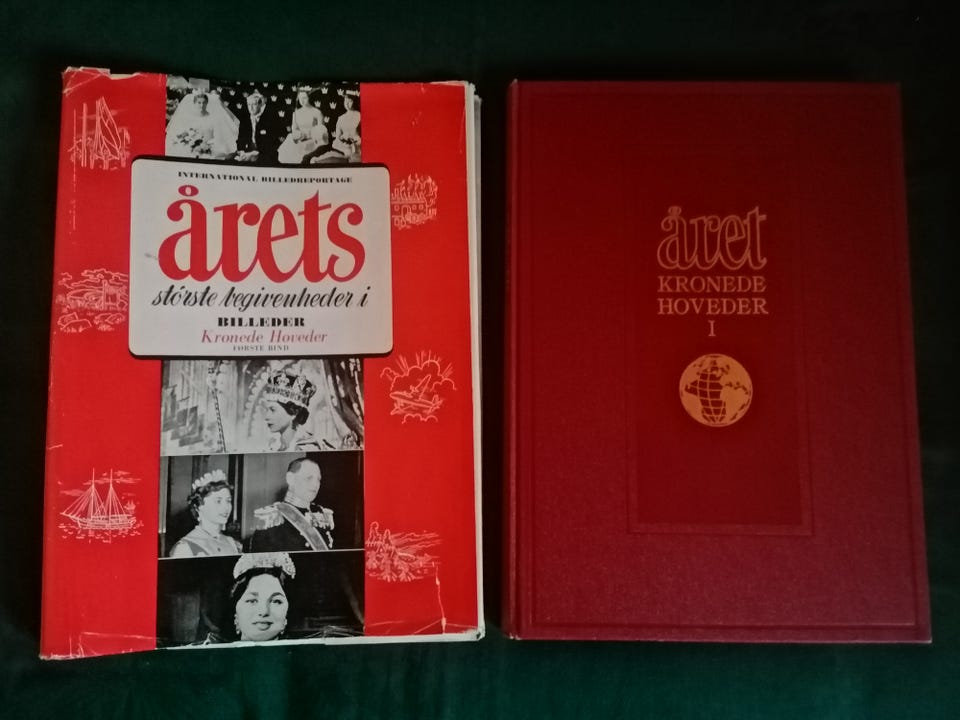 INTERNATIONAL BILLEDREPORTAGE
årets
største begivenheder i
BILLEDER
Kronede Hoveder
FØRSTE BIND
året
KRONEDE
HOVEDER
I